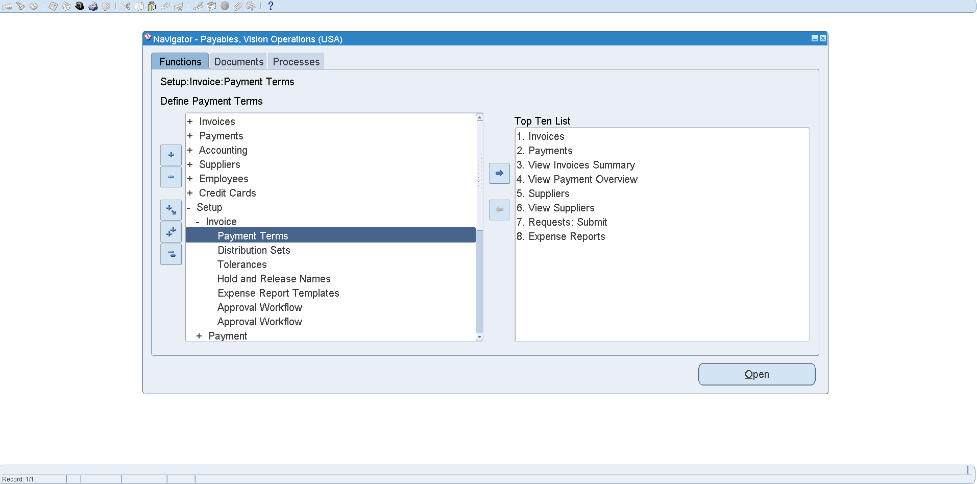 ?
Navigator - Payables, Vision Operations (USA)
Functions Documents Processes
Setup:Invoice:Payment Terms
Define Payment Terms
+ Invoices
+ Payments
+ Accounting
+ Suppliers
+ Employees
+ Credit Cards
- Setup
- Invoice
Payment Terms
Distribution Sets
Tolerances
Hold and Release Names
Expense Report Templates
Approval Workflow
Approval Workflow
+ Payment
Top Ten List
1. Invoices
2. Payments
3. View Invoices Summary
4. View Payment Overview
5. Suppliers
6. View Suppliers
7. Requests: Submit
8. Expense Reports
Open
Record: 1/1